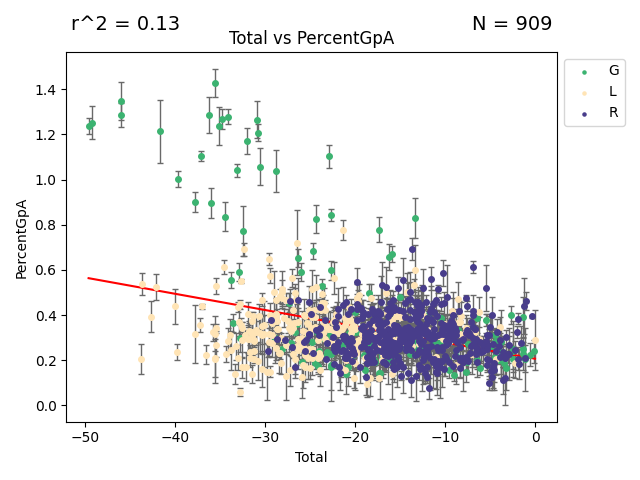 r^2 = 0.13
N = 909
Total vs PercentGpA
G
L
R
1.4
1.2
1.0
0.8
0.6
0.4
0.2
0.0
PercentGpA
−50
−40
−30
−20
−10
0
Total